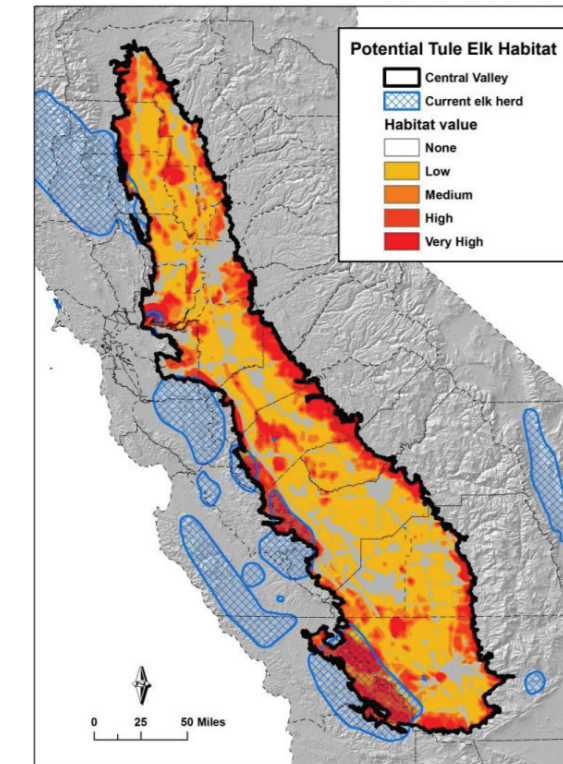 Potential Tule Elk Habitat
Central Valley
Current elk herd
Habitat value
None
Low
Medium
High
Very High
0 25 50 Miles